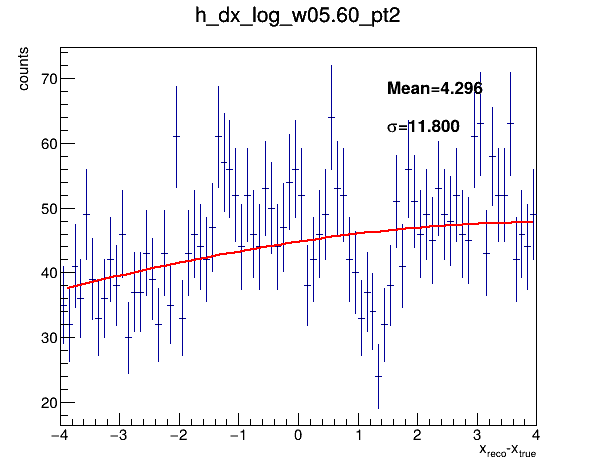 h_dx_log_w05.60_pt2
counts
70
60
50
40
30
20
Mean=4.296
σ=11.800
−4 −3 −2 −1 0 1 2 3 4
x_reco-x_true